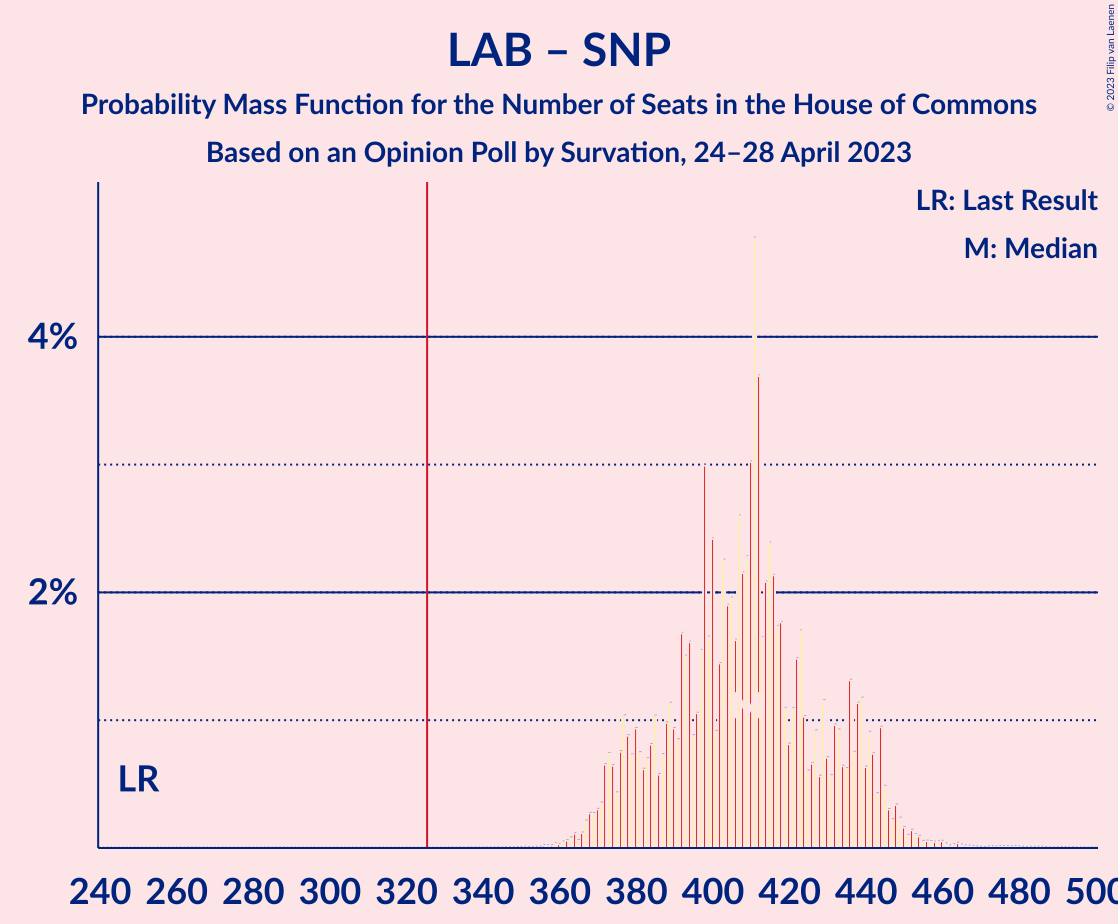 LAB – SNP
Probability Mass Function for the Number of Seats in the House of Commons
Based on an Opinion Poll by Survation, 24–28 April 2023
© 2023 Filip van Laenen
LR: Last Result
M: Median
4%
2%
LR
240 260 280 300 320 340 360 380 400 420 440 460 480 500